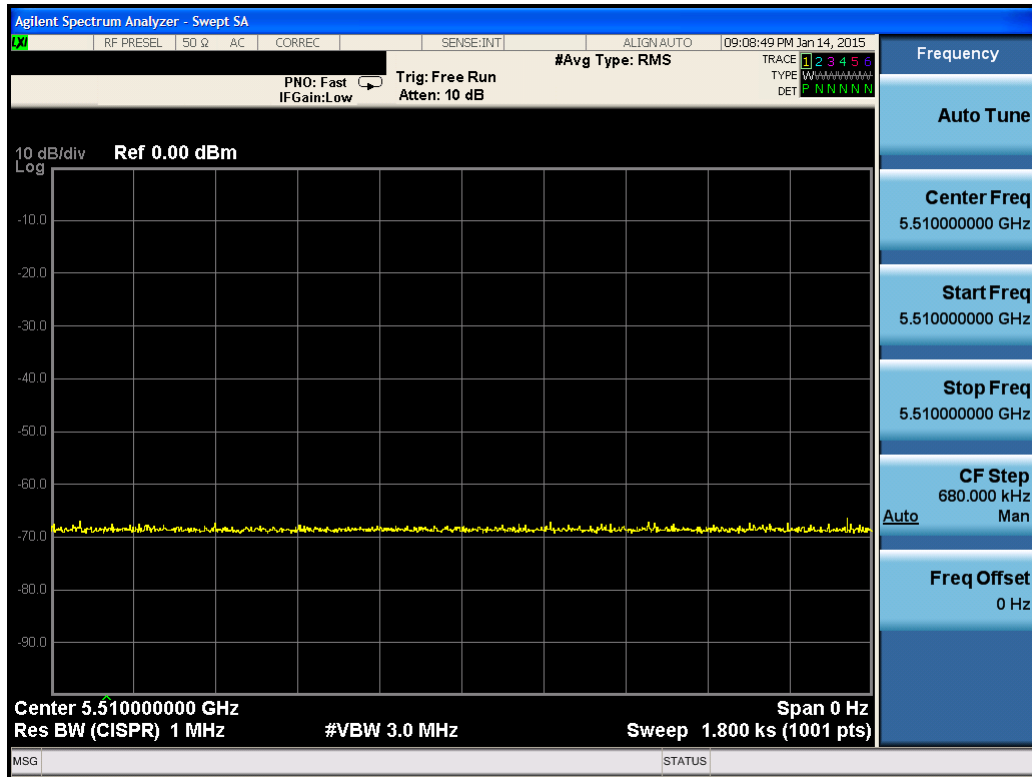 Agilent Spectrum Analyzer - Swept SA
LXI RF PRESEL 50 Ω AC CORREC SENSE:INT ALIGN AUTO 09:08:49 PM Jan 14, 2015
#Avg Type: RMS TRACE 1 2 3 4 5 6
PNO: Fast Trig: Free Run TYPE WWWWWW
IFGain:Low Atten: 10 dB DET P N N N N N
10 dB/div Ref 0.00 dBm
Log
-10.0
-20.0
-30.0
-40.0
-50.0
-60.0
-70.0
-80.0
-90.0
Center 5.510000000 GHz Span 0 Hz
Res BW (CISPR) 1 MHz #VBW 3.0 MHz Sweep 1.800 ks (1001 pts)
MSG STATUS
Frequency
Auto Tune
Center Freq
5.510000000 GHz
Start Freq
5.510000000 GHz
Stop Freq
5.510000000 GHz
CF Step
680.000 kHz
Auto Man
Freq Offset
0 Hz